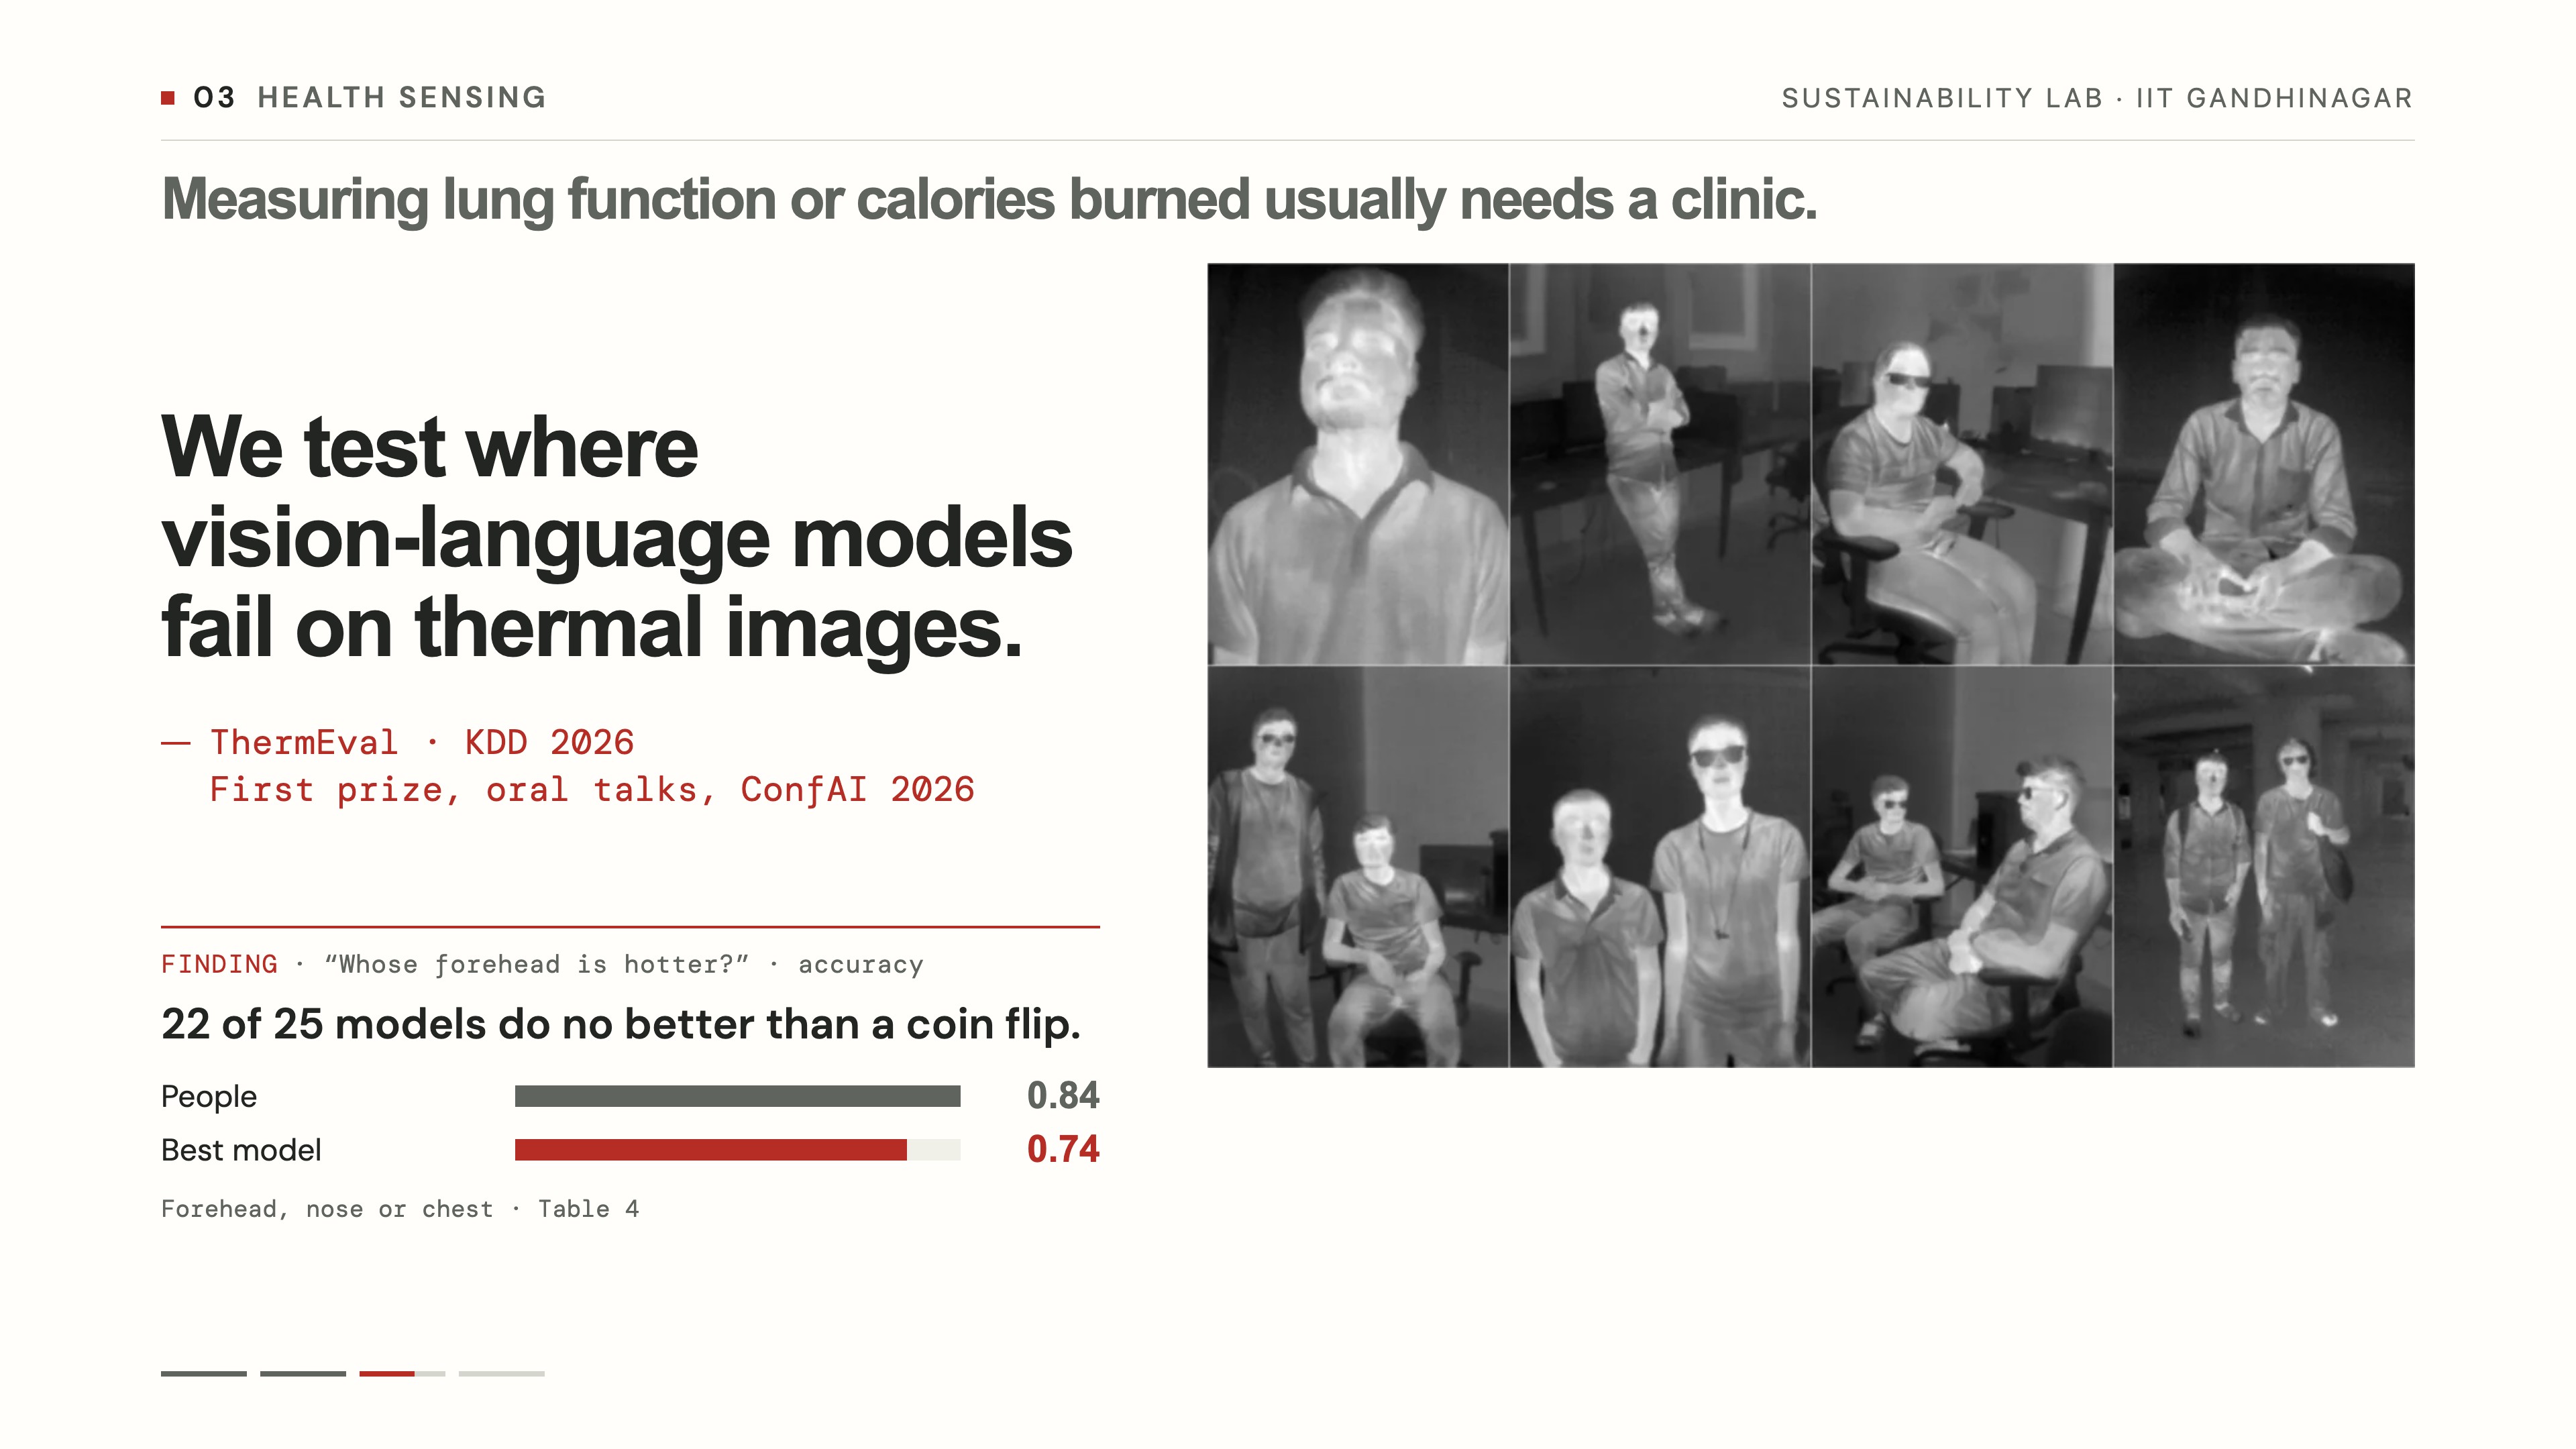 03 HEALTH SENSING
SUSTAINABILITY LAB · IIT GANDHINAGAR
Measuring lung function or calories burned usually needs a clinic.
We test where
vision-language models
fail on thermal images.
— ThermEval · KDD 2026
First prize, oral talks, ConfAI 2026
FINDING · “Whose forehead is hotter?” · accuracy
22 of 25 models do no better than a coin flip.
People 0.84
Best model 0.74
Forehead, nose or chest · Table 4